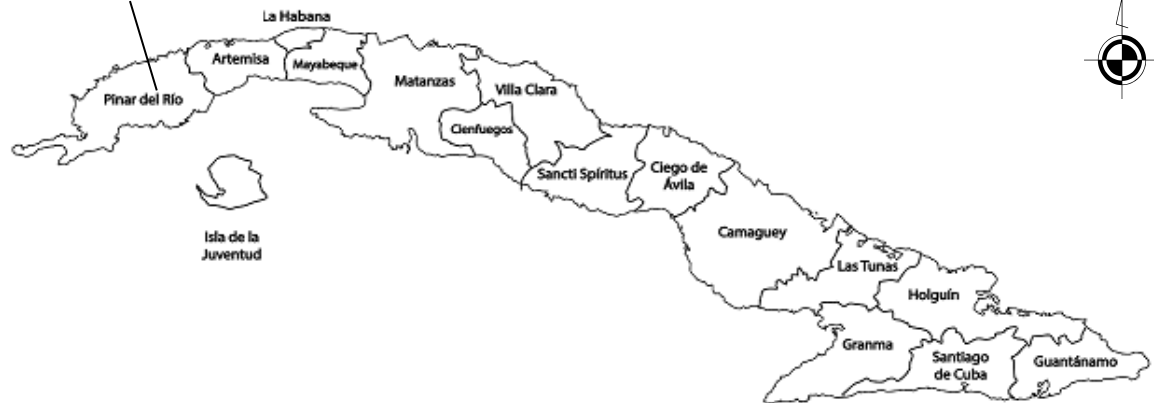 La Habana
Artemisa
Mayabeque
Pinar del Río
Matanzas
Villa Clara
Cienfuegos
Sancti Spíritus
Ciego de
Ávila
Isla de la
Juventud
Camaguey
Las Tunas
Holguín
Granma
Santiago
de Cuba
Guantánamo